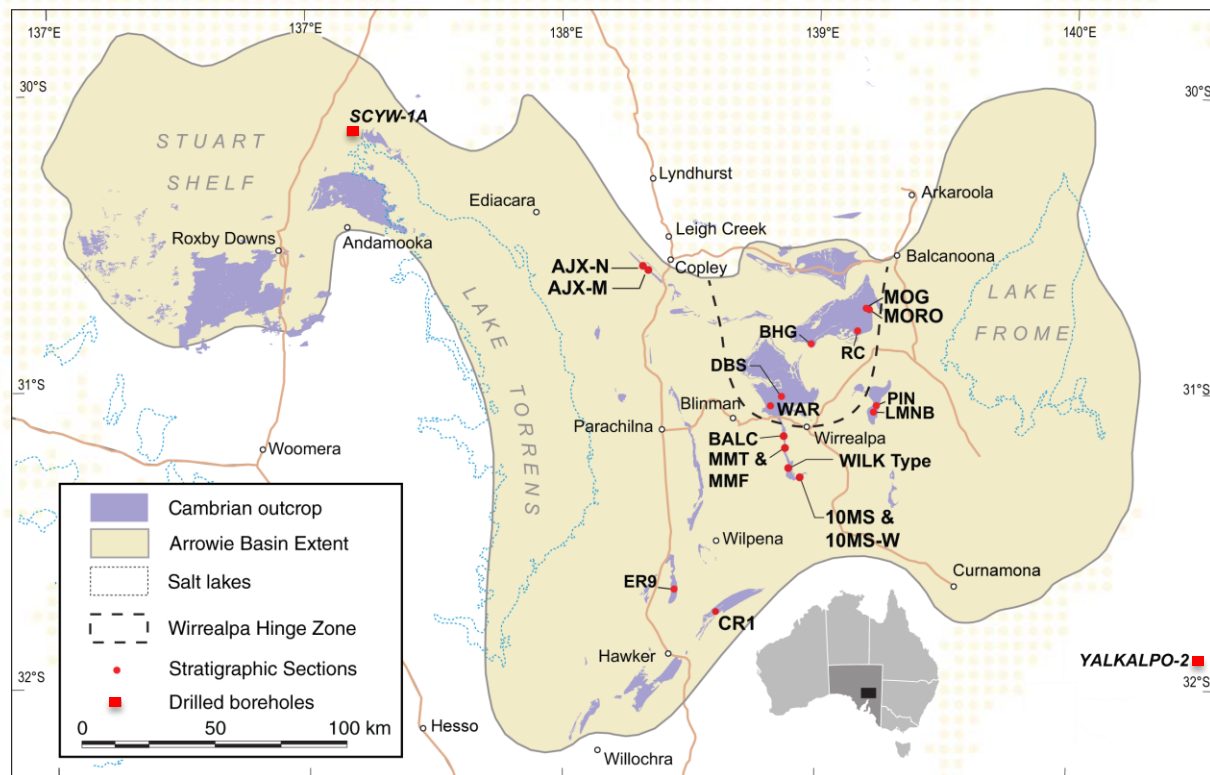 137°E
137°E
138°E
139°E
140°E
30°S
30°S
SCYW-1A
STUART
SHELF
Lyndhurst
Arkaroola
Ediacara
Leigh Creek
Roxby Downs
Andamooka
Copley
Balcanoona
AJX-N
AJX-M
LAKE
FROME
MOG
MORO
LAKE TORRENS
BHG
RC
DBS
31°S
31°S
WAR
PIN
LMNB
Blinman
Parachilna
Wirrealpa
Woomera
BALC
MMT &
MMF
WILK Type
10MS &
10MS-W
Wilpena
ER9
Curnamona
CR1
Hawker
YALKALPO-2
32°S
32°S
Hesso
Willochra
Cambrian outcrop
Arrowie Basin Extent
Salt lakes
Wirrealpa Hinge Zone
Stratigraphic Sections
Drilled boreholes
0 50 100 km